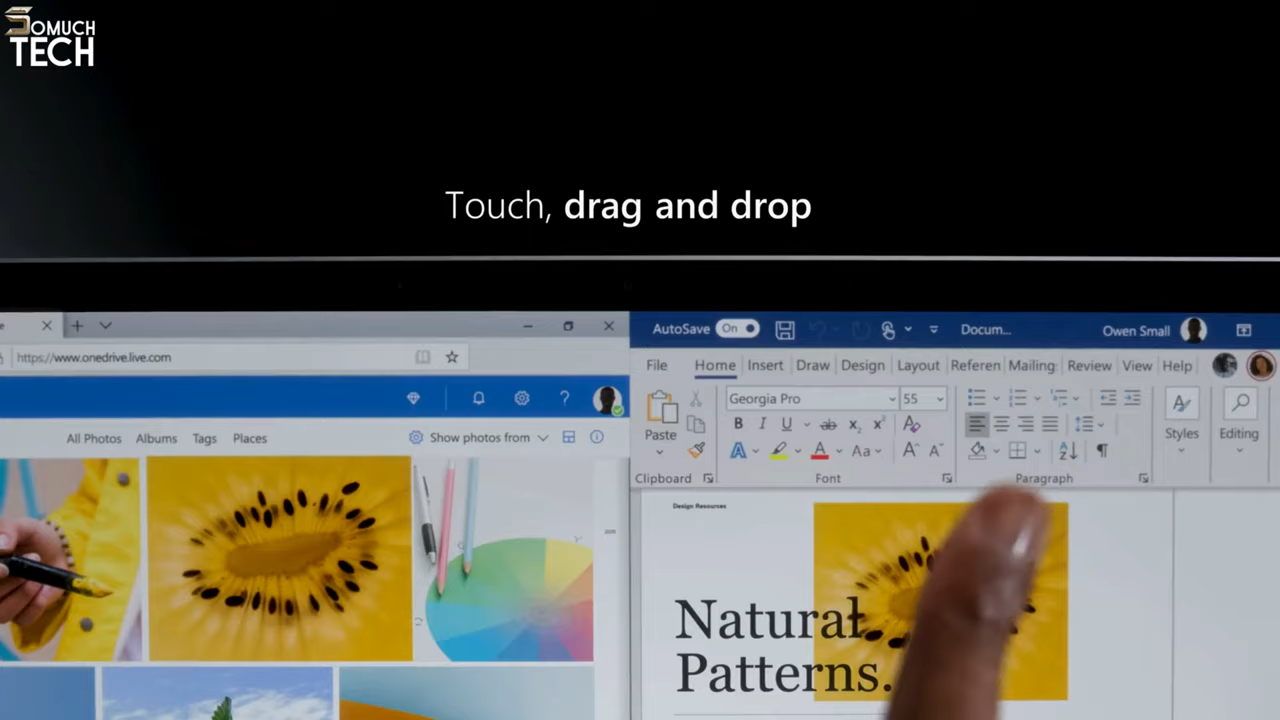 SOMUCH
TECH
Touch, drag and drop
https://www.onedrive.live.com
All Photos Albums Tags Places
Show photos from
AutoSave On Docum... Owen Small
File Home Insert Draw Design Layout Referen Mailing Review View Help
Georgia Pro 55
Paste
Styles
Editing
Clipboard Font Paragraph
Design Resources
Natural
Patterns.